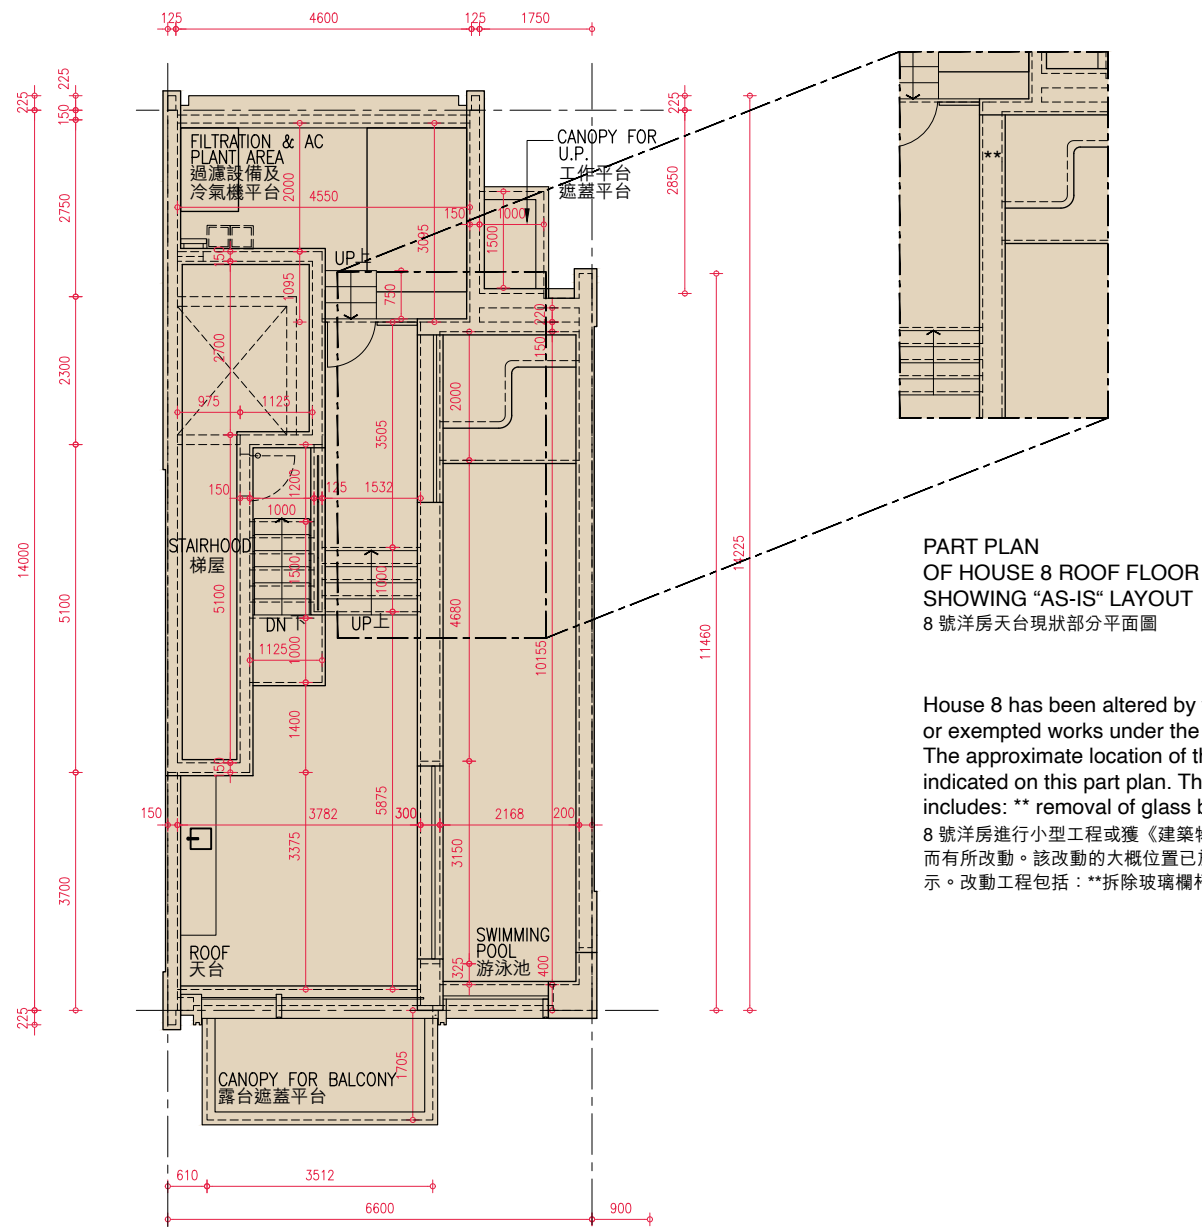 125
4600
125
1750
225
225
150
2750
2300
5100
3700
14000
225
FILTRATION & AC
PLANT AREA
過濾設備及
冷氣機平台
2000
4550
CANOPY FOR
U.P.
工作平台
遮蓋平台
150
1000
1500
3095
225
2850
150
1095
UP上
750
220
150
2700
975
1125
3505
2000
150
1200
125
1532
1000
STAIRHOOD
梯屋
1500
1000
5100
DN下
UP上
4680
10155
14225
11460
1125
1000
1400
150
150
3782
5875
300
2168
200
3375
3150
ROOF
天台
SWIMMING
POOL
游泳池
325
400
CANOPY FOR BALCONY
露台遮蓋平台
1705
610
3512
6600
900
**
PART PLAN
OF HOUSE 8 ROOF FLOOR
SHOWING “AS-IS“ LAYOUT
8 號洋房天台現狀部分平面圖
House 8 has been altered by
or exempted works under the
The approximate location of th
indicated on this part plan. Th
includes: ** removal of glass b
8 號洋房進行小型工程或獲《建築物
而有所改動。該改動的大概位置已於
示。改動工程包括：**拆除玻璃欄杆